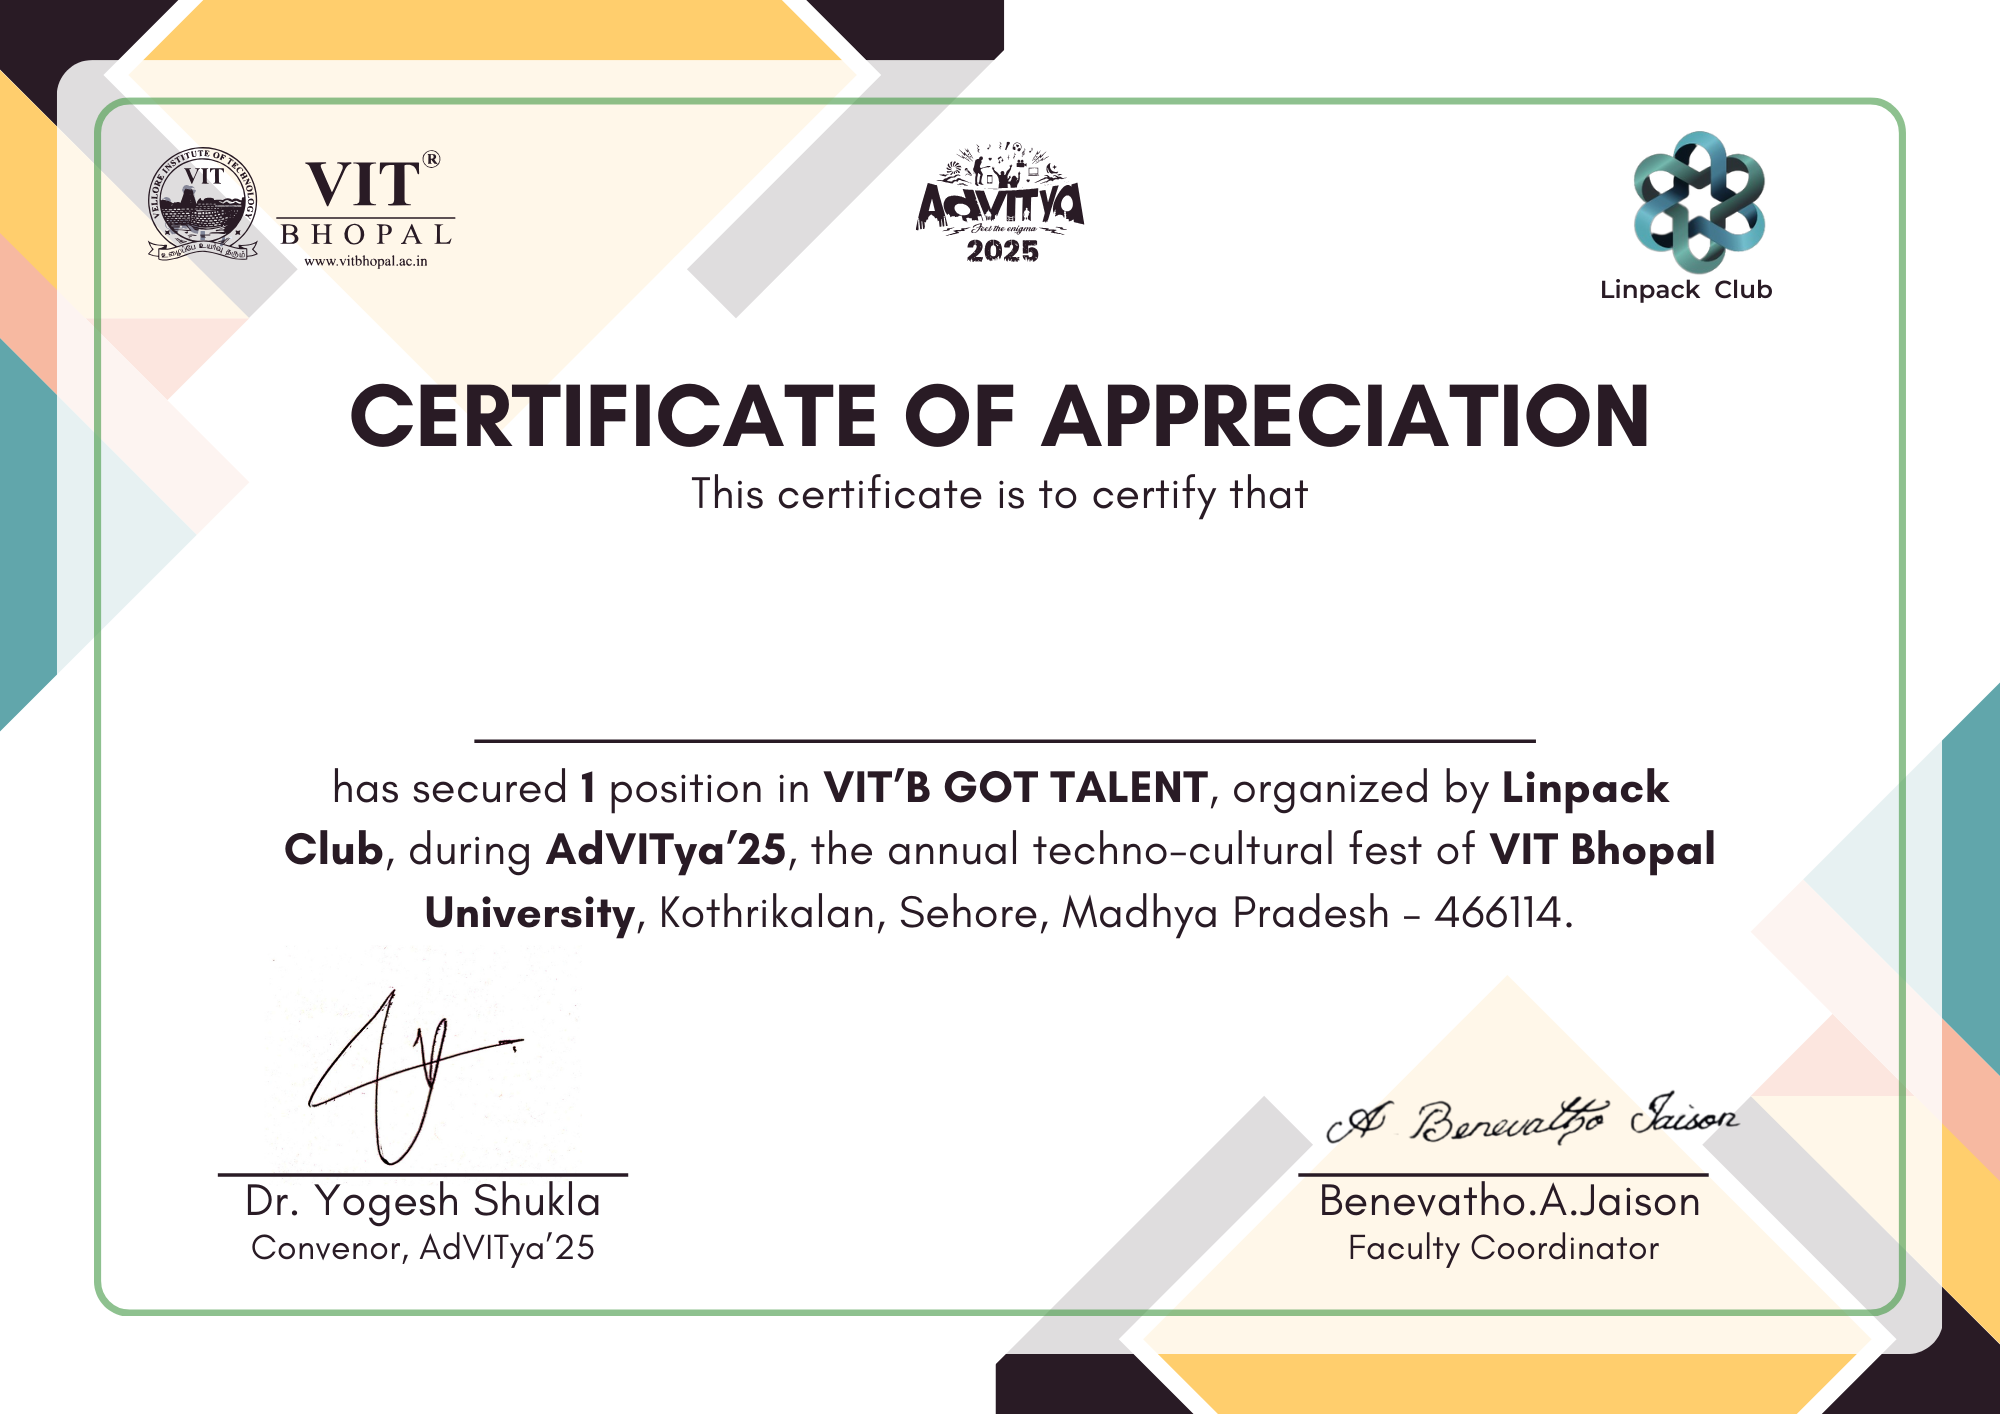 VELLORE INSTITUTE OF TECHNOLOGY
VIT
VIT®
BHOPAL
www.vitbhopal.ac.in
AdVITya
Feel the enigma
2025
Linpack Club
CERTIFICATE OF APPRECIATION
This certificate is to certify that
has secured 1 position in VIT’B GOT TALENT, organized by Linpack
Club, during AdVITya’25, the annual techno-cultural fest of VIT Bhopal
University, Kothrikalan, Sehore, Madhya Pradesh - 466114.
A Benevatho Jaison
Dr. Yogesh Shukla
Convenor, AdVITya’25
Benevatho.A.Jaison
Faculty Coordinator